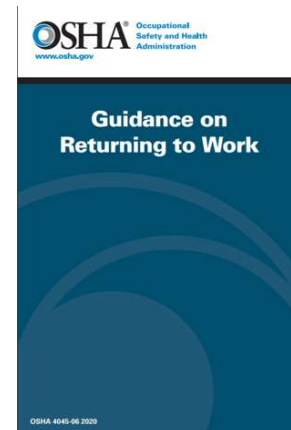 OSHA®
Occupational
Safety and Health
Administration
www.osha.gov
Guidance on
Returning to Work
OSHA 4045-06 2020